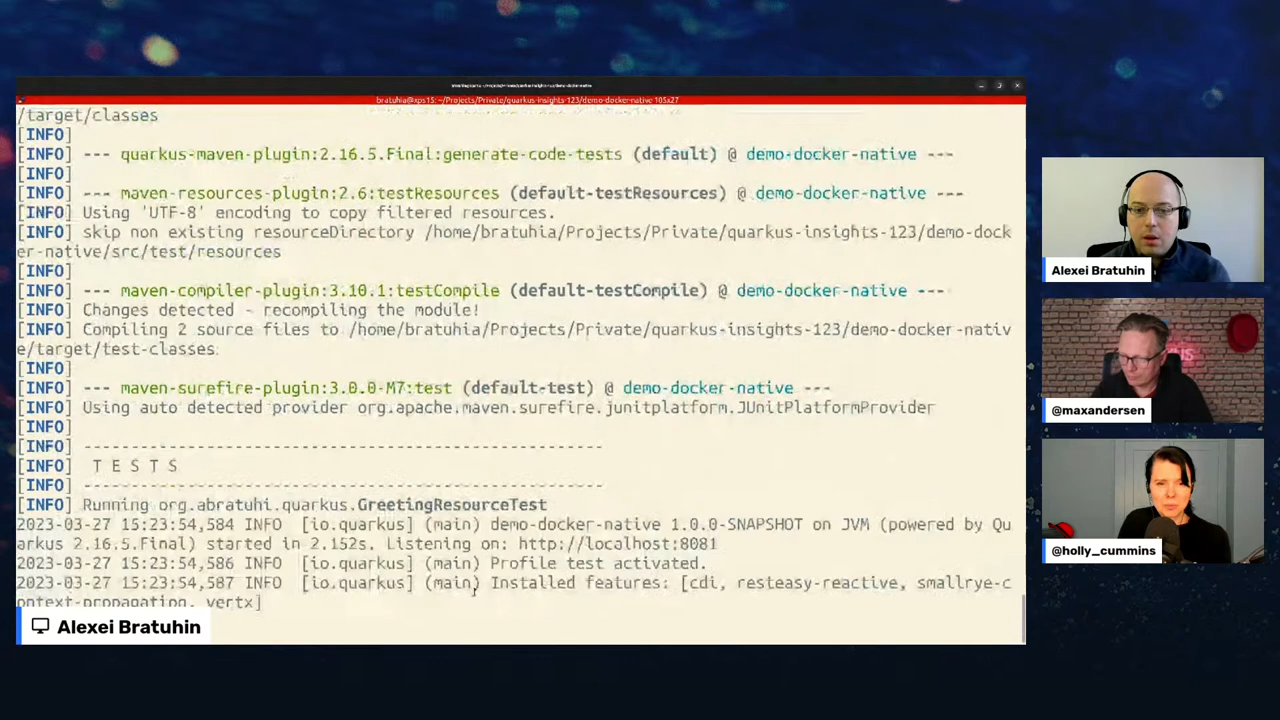 bratuhia@xps15: ~/Projects/Private/quarkus-insights-123/demo-docker-native 105x27
/target/classes
[INFO]
[INFO] --- quarkus-maven-plugin:2.16.5.Final:generate-code-tests (default) @ demo-docker-native ---
[INFO]
[INFO] --- maven-resources-plugin:2.6:testResources (default-testResources) @ demo-docker-native ---
[INFO] Using 'UTF-8' encoding to copy filtered resources.
[INFO] skip non existing resourceDirectory /home/bratuhia/Projects/Private/quarkus-insights-123/demo-dock
er-native/src/test/resources
[INFO]
[INFO] --- maven-compiler-plugin:3.10.1:testCompile (default-testCompile) @ demo-docker-native ---
[INFO] Changes detected - recompiling the module!
[INFO] Compiling 2 source files to /home/bratuhia/Projects/Private/quarkus-insights-123/demo-docker-nativ
e/target/test-classes
[INFO]
[INFO] --- maven-surefire-plugin:3.0.0-M7:test (default-test) @ demo-docker-native ---
[INFO] Using auto detected provider org.apache.maven.surefire.junitplatform.JUnitPlatformProvider
[INFO]
[INFO] -------------------------------------------------------
[INFO]  T E S T S
[INFO] -------------------------------------------------------
[INFO] Running org.abratuhi.quarkus.GreetingResourceTest
2023-03-27 15:23:54,584 INFO  [io.quarkus] (main) demo-docker-native 1.0.0-SNAPSHOT on JVM (powered by Qu
arkus 2.16.5.Final) started in 2.152s. Listening on: http://localhost:8081
2023-03-27 15:23:54,586 INFO  [io.quarkus] (main) Profile test activated.
2023-03-27 15:23:54,587 INFO  [io.quarkus] (main) Installed features: [cdi, resteasy-reactive, smallrye-c
ontext-propagation, vertx]
Alexei Bratuhin
Alexei Bratuhin
@maxandersen
@holly_cummins